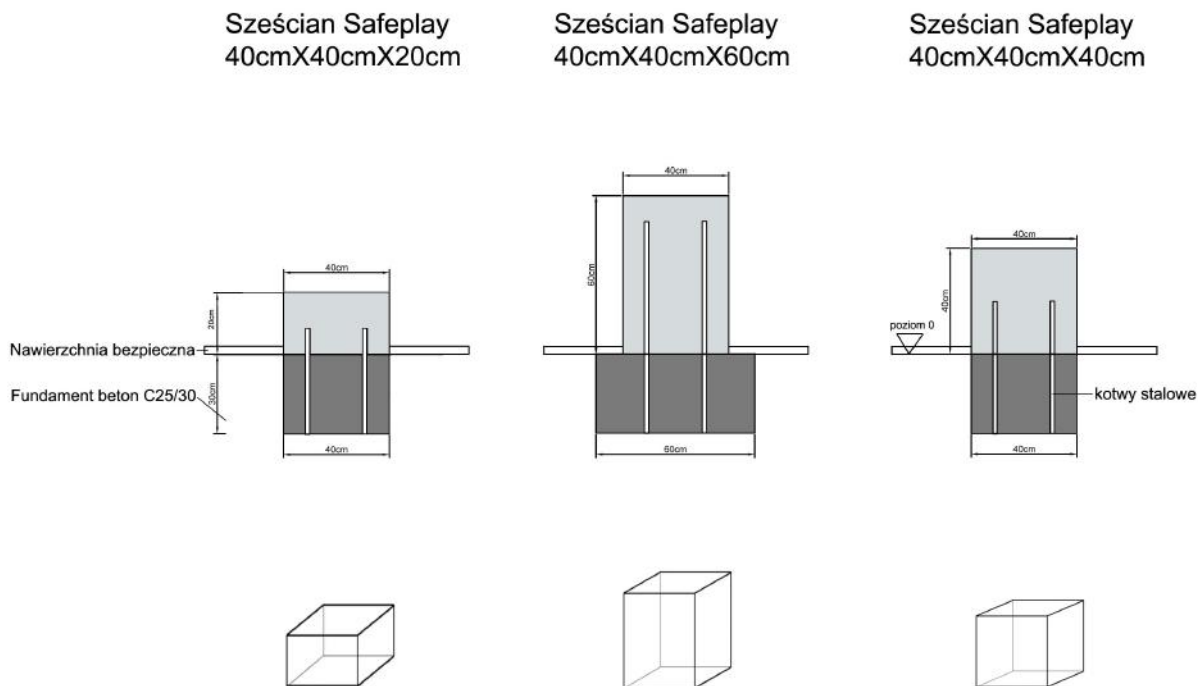 Sześcian Safeplay
40cmX40cmX20cm
Sześcian Safeplay
40cmX40cmX60cm
Sześcian Safeplay
40cmX40cmX40cm
40cm
20cm
Nawierzchnia bezpieczna
Fundament beton C25/30
30cm
40cm
40cm
60cm
60cm
40cm
40cm
poziom 0
kotwy stalowe
40cm